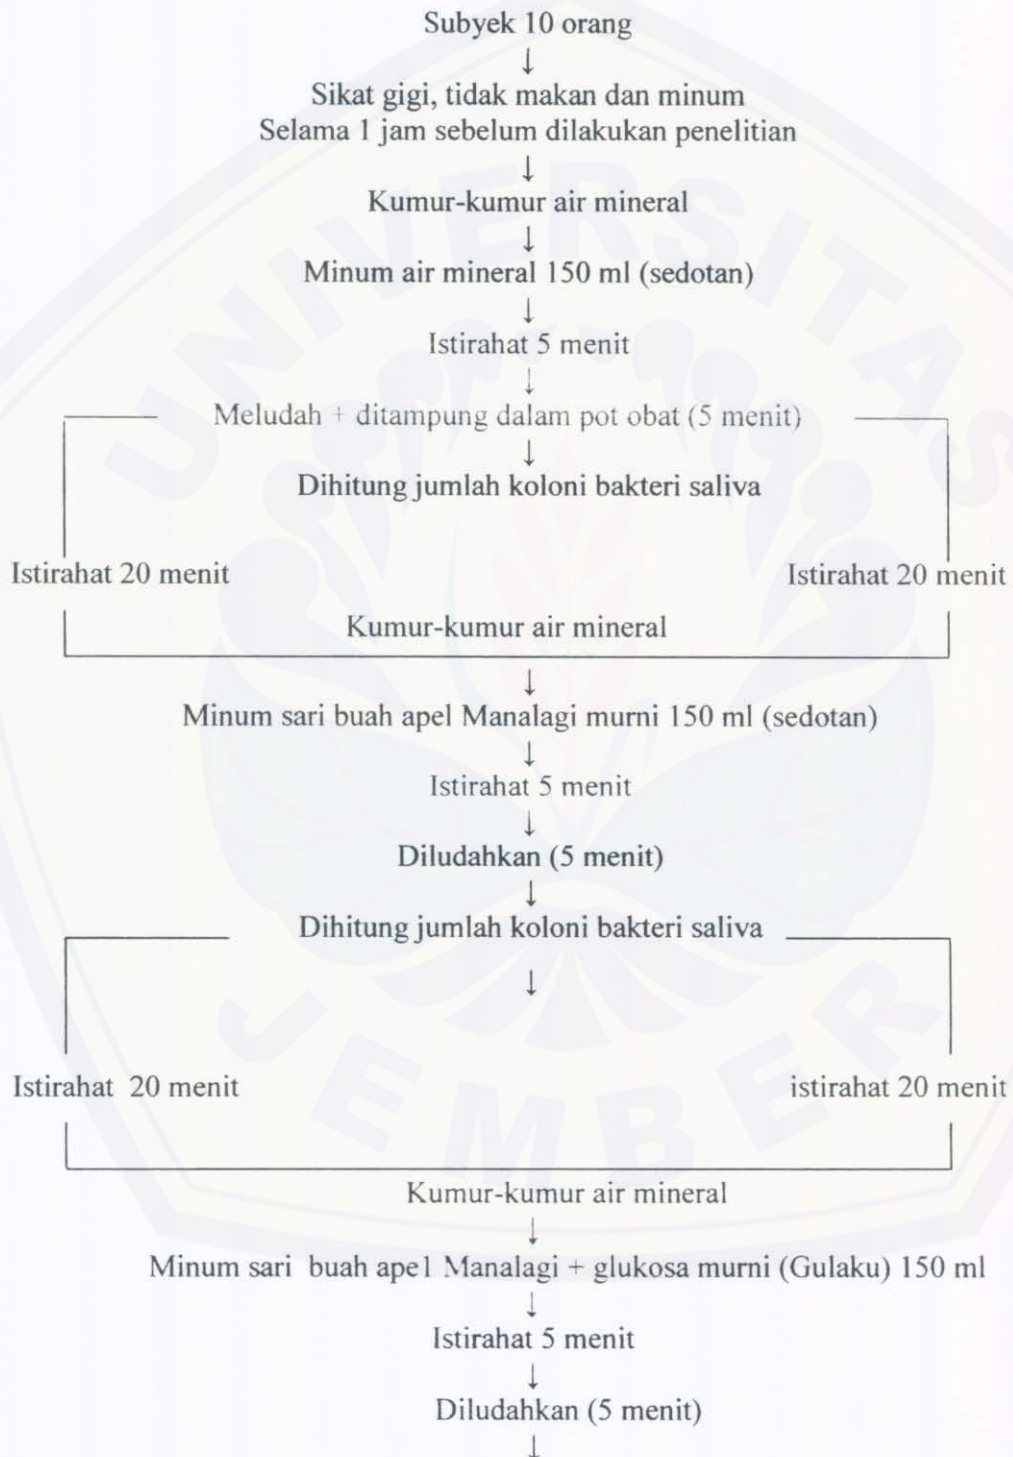 Subyek 10 orang
↓
Sikat gigi, tidak makan dan minum
Selama 1 jam sebelum dilakukan penelitian
↓
Kumur-kumur air mineral
↓
Minum air mineral 150 ml (sedotan)
↓
Istirahat 5 menit
↓
Meludah + ditampung dalam pot obat (5 menit)
↓
Dihitung jumlah koloni bakteri saliva
Istirahat 20 menit Istirahat 20 menit
Kumur-kumur air mineral
↓
Minum sari buah apel Manalagi murni 150 ml (sedotan)
↓
Istirahat 5 menit
↓
Diludahkan (5 menit)
↓
Dihitung jumlah koloni bakteri saliva
↓
Istirahat 20 menit istirahat 20 menit
Kumur-kumur air mineral
↓
Minum sari buah apel Manalagi + glukosa murni (Gulaku) 150 ml
↓
Istirahat 5 menit
↓
Diludahkan (5 menit)
↓
UNIVERSITAS
JEMBER